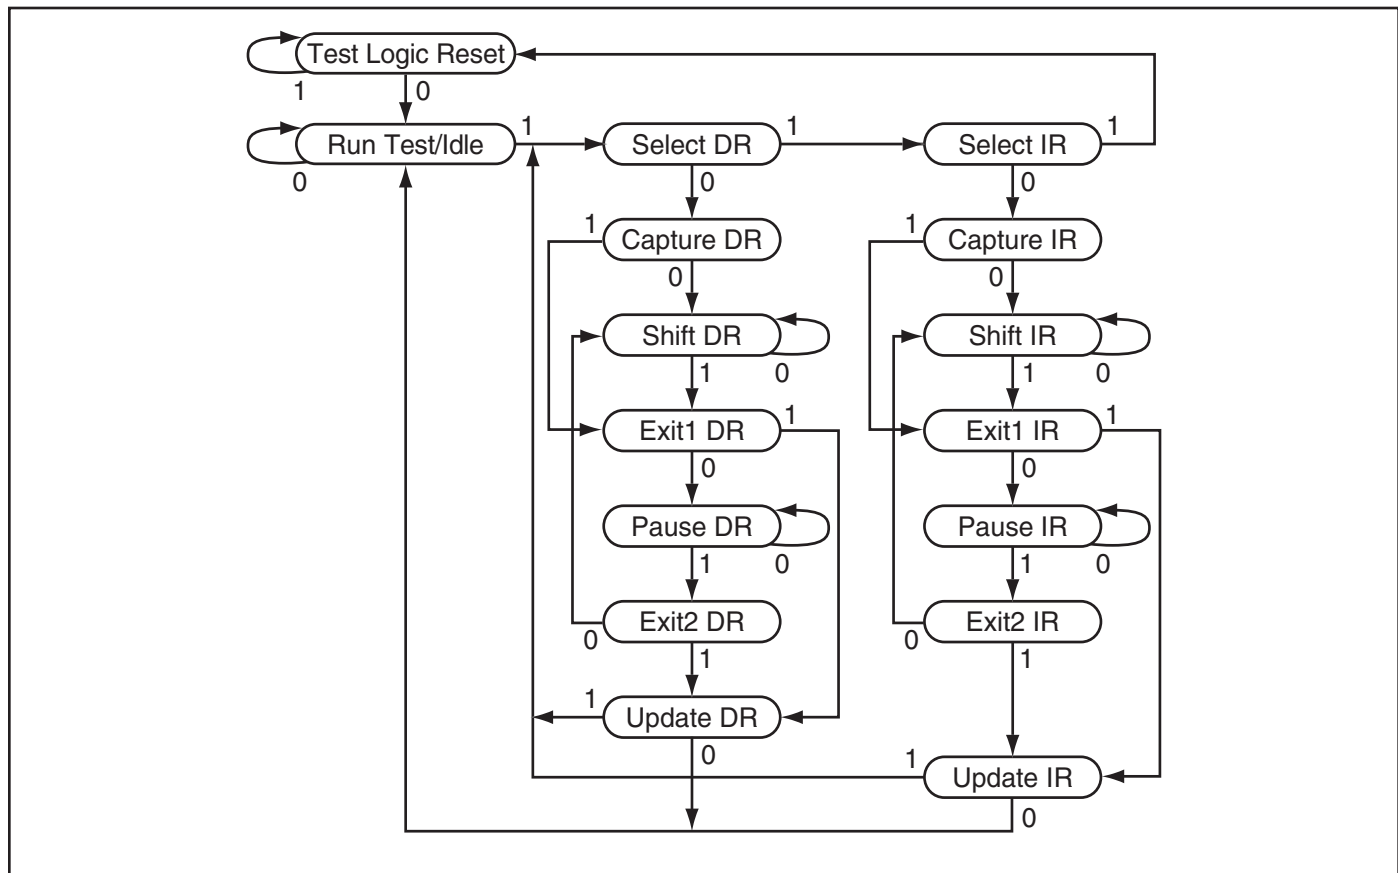 Test Logic Reset
1 0
Run Test/Idle 1 Select DR 1 Select IR 1
0 0 0
1 Capture DR 1 Capture IR
0 0
Shift DR Shift IR
1 0 1 0
Exit1 DR 1 Exit1 IR 1
0 0
Pause DR Pause IR
1 0 1 0
Exit2 DR Exit2 IR
0 1 0 1
1 Update DR
0 1 Update IR
0